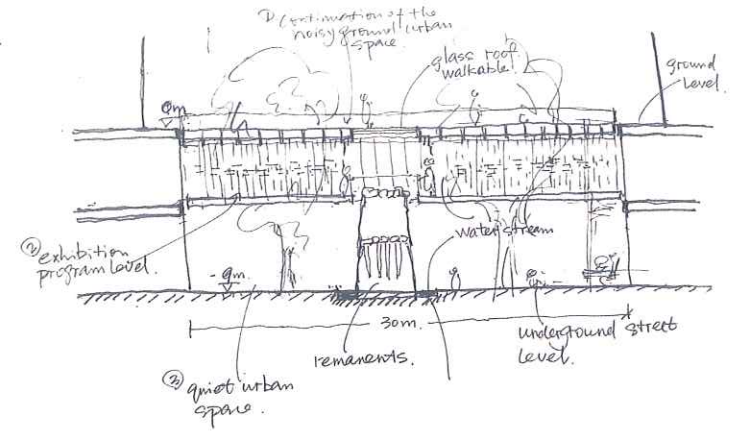 ① continuation of the
noisy ground urban
space.
glass roof
walkable!
ground
level.
0m.
② exhibition
program level.
water stream
-9m.
30m.
underground street
level.
remanents.
③ quiet urban
space.